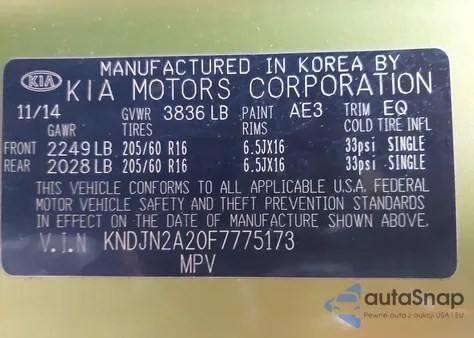 MANUFACTURED IN KOREA BY
KIA KIA MOTORS CORPORATION
11/14 GVWR 3836 LB PAINT AE3 TRIM EQ
GAWR TIRES RIMS COLD TIRE INFL
FRONT 2249 LB 205/60 R16 6.5JX16 33psi SINGLE
REAR 2028 LB 205/60 R16 6.5JX16 33psi SINGLE
THIS VEHICLE CONFORMS TO ALL APPLICABLE U.S.A. FEDERAL
MOTOR VEHICLE SAFETY AND THEFT PREVENTION STANDARDS
IN EFFECT ON THE DATE OF MANUFACTURE SHOWN ABOVE.
V.I.N KNDJN2A20F7775173
MPV
autoSnap
Pewne auta z aukcji USA i EU